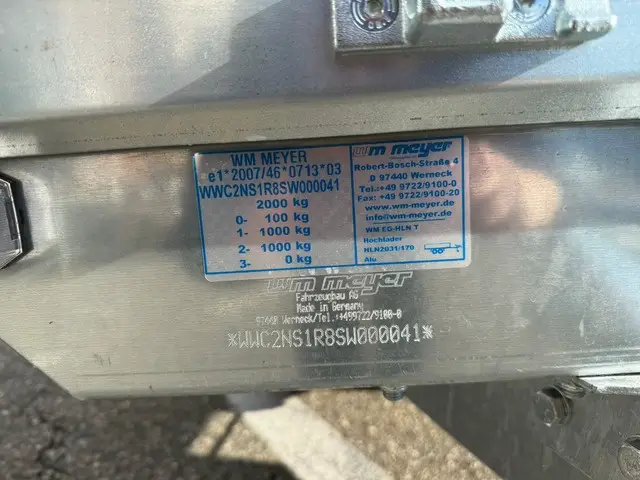 WM MEYER
e1*2007/46*0713*03
WWC2NS1R8SW000041
2000 kg
0- 100 kg
1- 1000 kg
2- 1000 kg
3- 0 kg
wm meyer
Robert-Bosch-Straße 4
D 97440 Werneck
Tel.:+49 9722/9100-0
Fax: +49 9722/9100-20
www.wm-meyer.de
info@wm-meyer.de
WM EG-HLN T
Hochlader
HLN2031/170
Alu
wm meyer
Fahrzeugbau AG
Made in Germany
97440 Werneck/Tel.:++499722/9100-0
*WWC2NS1R8SW000041*